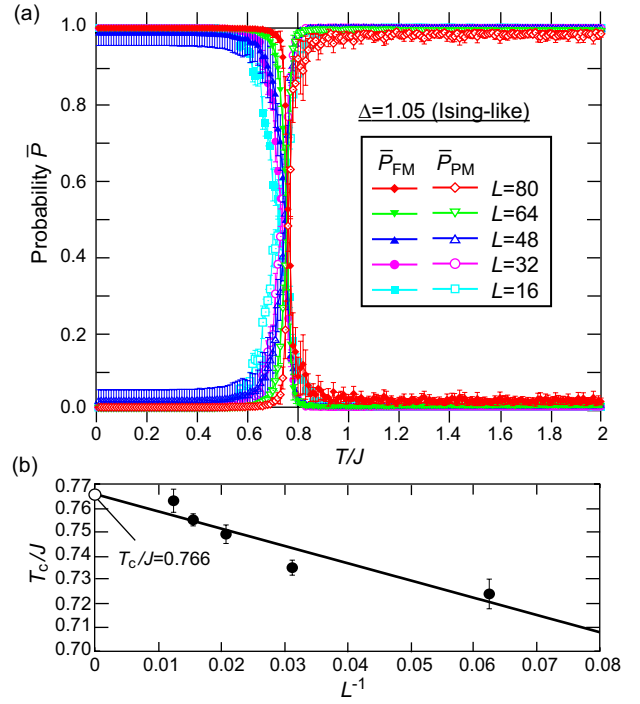 (a)
1.0
0.8
0.6
0.4
0.2
0.0
Probability P̅
Δ=1.05 (Ising-like)
P̅FM P̅PM
L=80
L=64
L=48
L=32
L=16
0 0.2 0.4 0.6 0.8 1 1.2 1.4 1.6 1.8 2
T/J
(b)
0.77
0.76
0.75
0.74
0.73
0.72
0.71
0.70
Tc/J
Tc/J=0.766
0 0.01 0.02 0.03 0.04 0.05 0.06 0.07 0.08
L⁻¹